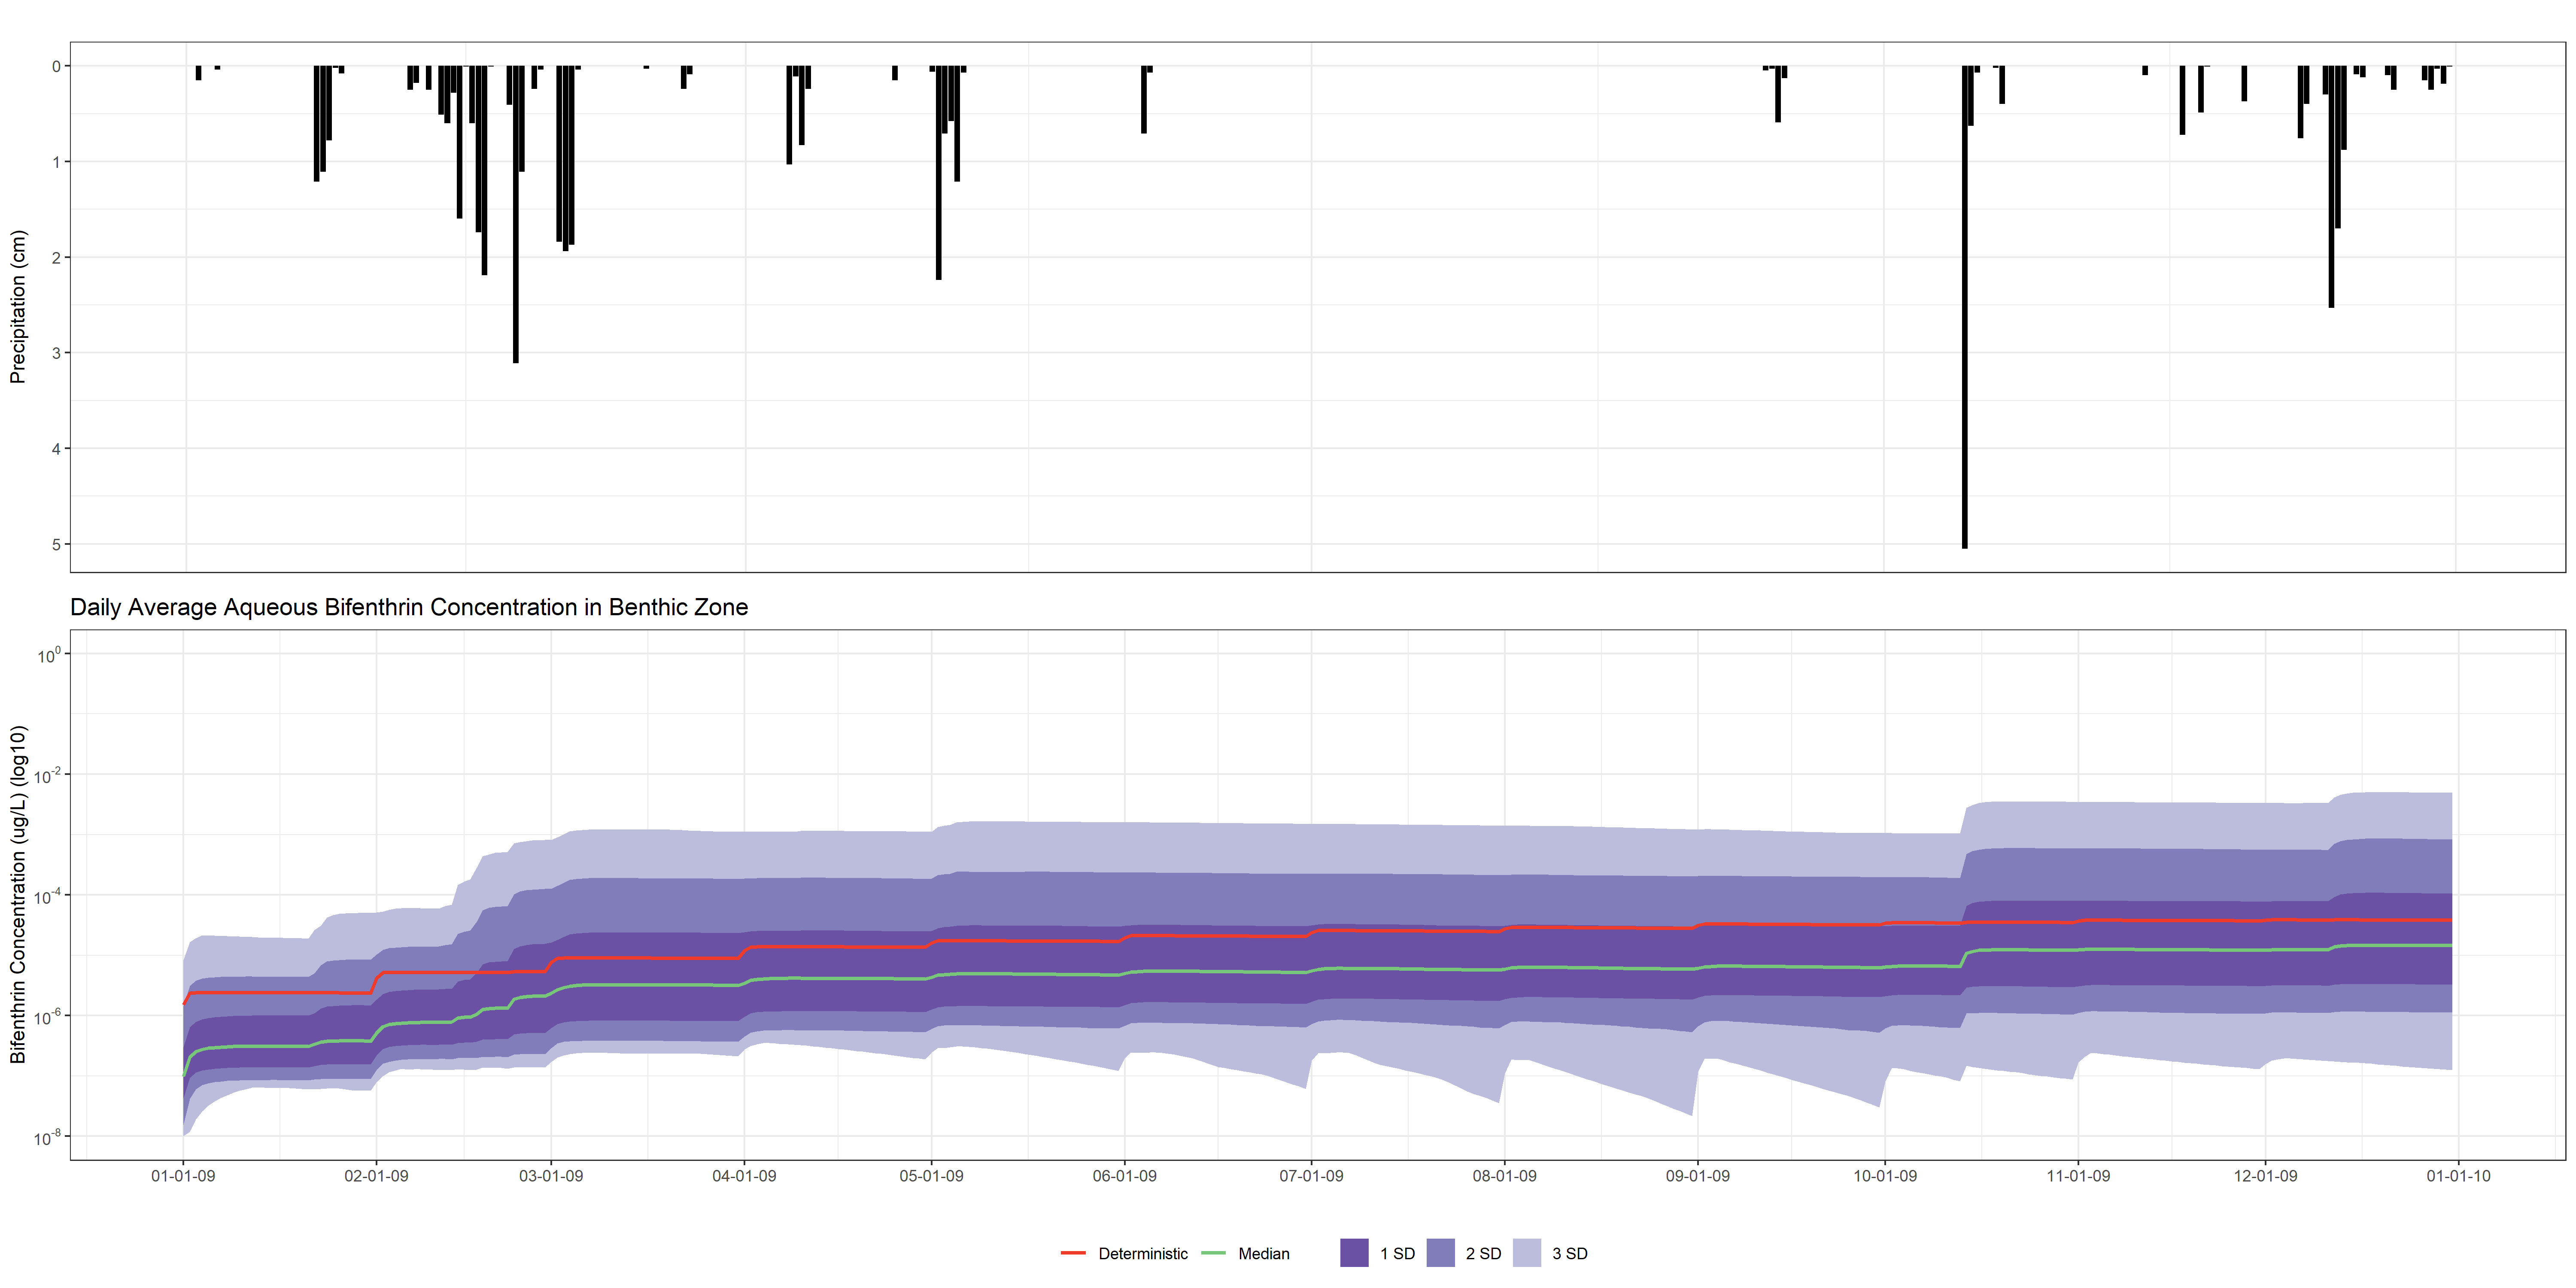 0
1
2
3
4
5
Precipitation (cm)
Daily Average Aqueous Bifenthrin Concentration in Benthic Zone
10^0
10^-2
10^-4
10^-6
10^-8
Bifenthrin Concentration (ug/L) (log10)
01-01-09 02-01-09 03-01-09 04-01-09 05-01-09 06-01-09 07-01-09 08-01-09 09-01-09 10-01-09 11-01-09 12-01-09 01-01-10
Deterministic Median 1 SD 2 SD 3 SD